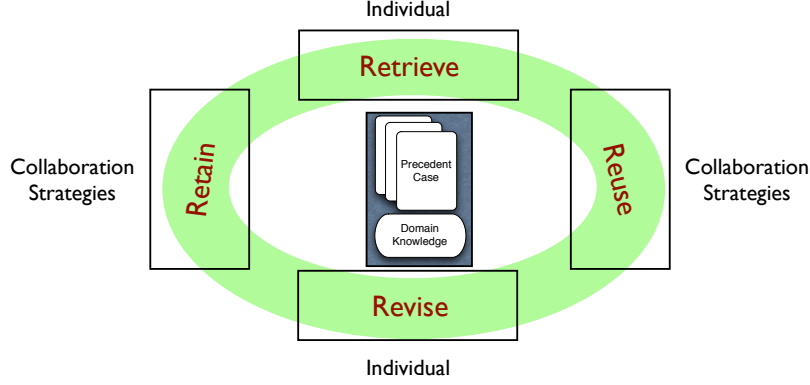 Individual
Retrieve
Collaboration
Strategies
Retain
Precedent
Case
Domain
Knowledge
Reuse
Collaboration
Strategies
Revise
Individual